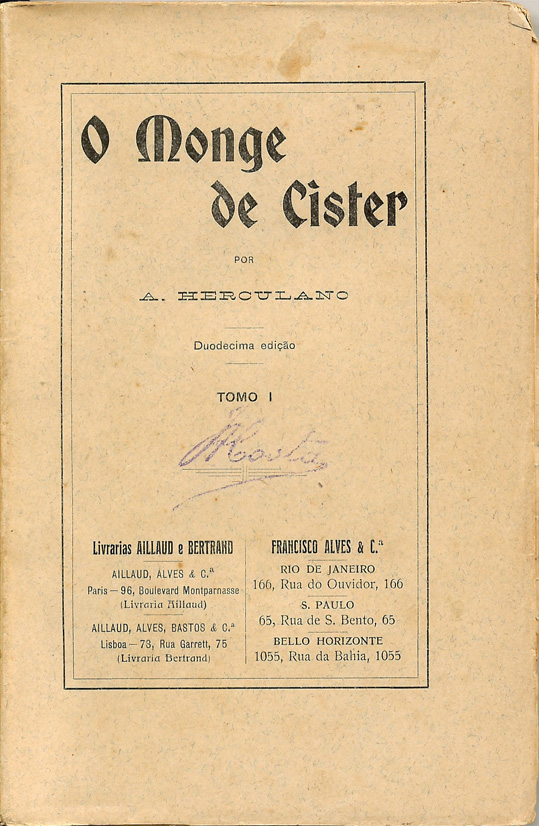 O Monge
de Cister
POR
A. HERCULANO
Duodecima edição
TOMO I
Livrarias AILLAUD e BERTRAND
AILLAUD, ALVES & C.ª
Paris — 96, Boulevard Montparnasse
(Livraria Aillaud)
AILLAUD, ALVES, BASTOS & C.ª
Lisboa — 73, Rua Garrett, 75
(Livraria Bertrand)
FRANCISCO ALVES & C.ª
RIO DE JANEIRO
166, Rua do Ouvidor, 166
S. PAULO
65, Rua de S. Bento, 65
BELLO HORIZONTE
1055, Rua da Bahia, 1055